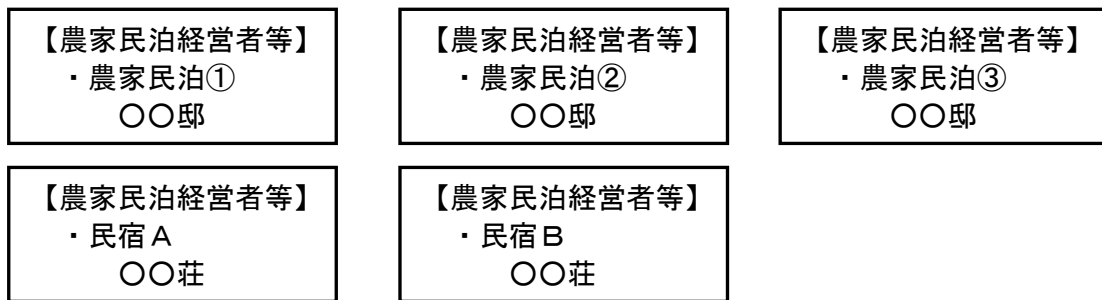 【農家民泊経営者等】
・農家民泊①
〇〇邸
【農家民泊経営者等】
・農家民泊②
〇〇邸
【農家民泊経営者等】
・農家民泊③
〇〇邸
【農家民泊経営者等】
・民宿A
〇〇荘
【農家民泊経営者等】
・民宿B
〇〇荘